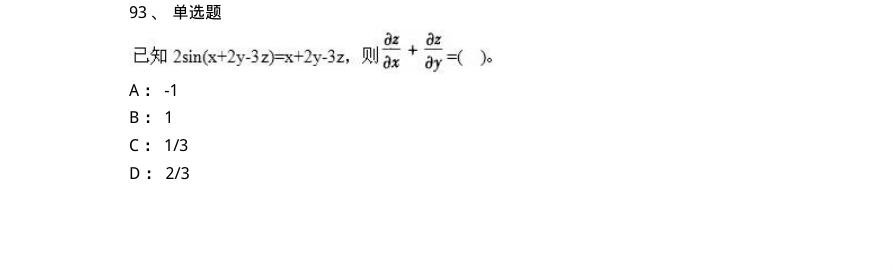 93、 单选题
已知 2sin(x+2y-3z)=x+2y-3z，则∂z/∂x + ∂z/∂y =( )。
A： -1
B： 1
C： 1/3
D： 2/3